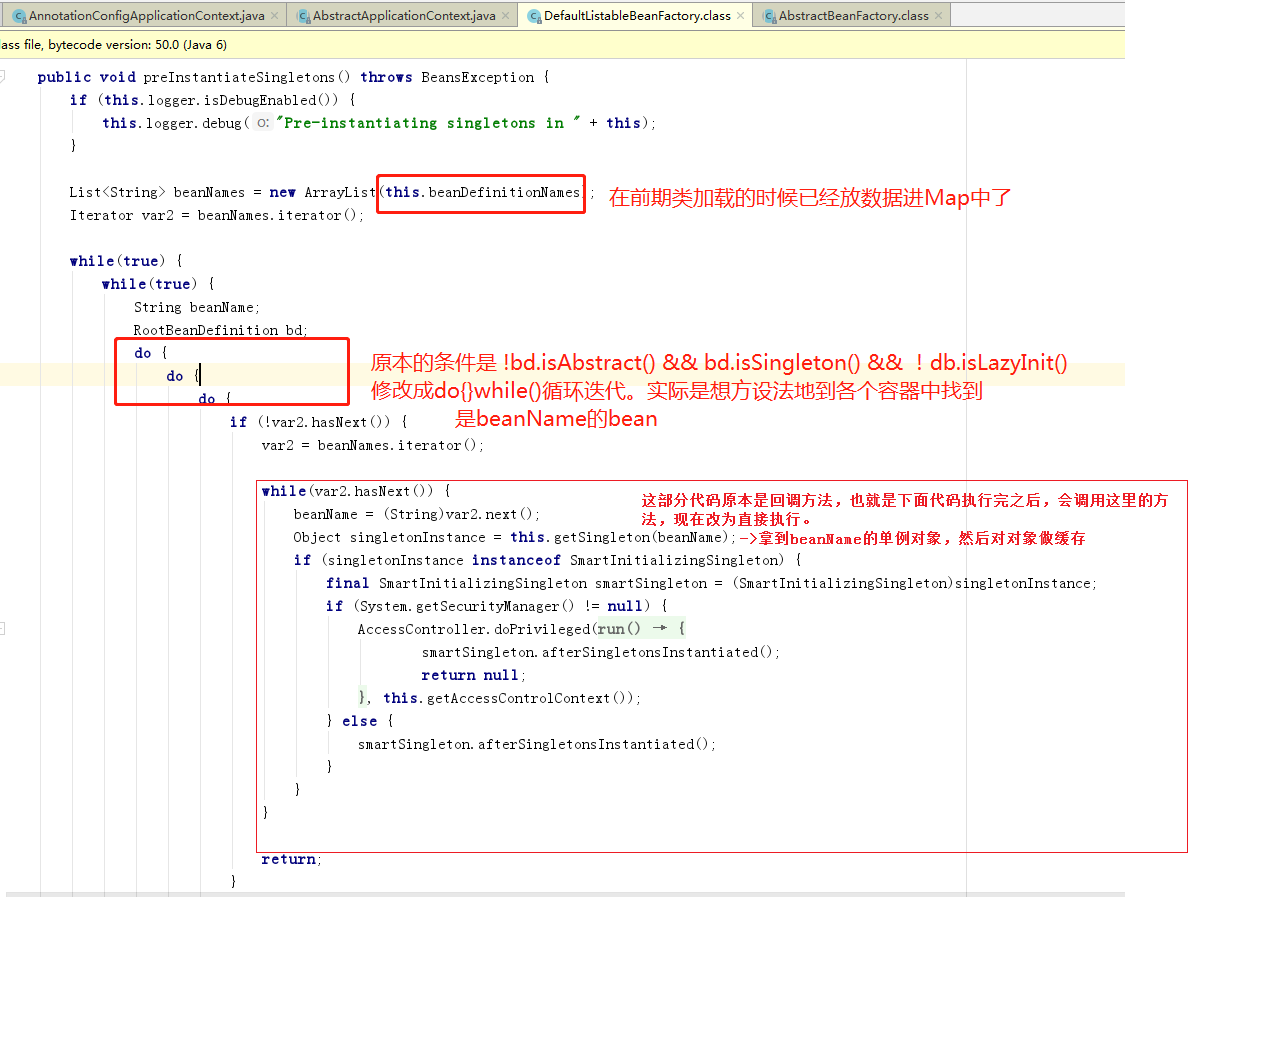 AnnotationConfigApplicationContext.java × AbstractApplicationContext.java × DefaultListableBeanFactory.class × AbstractBeanFactory.class ×
lass file, bytecode version: 50.0 (Java 6)
public void preInstantiateSingletons() throws BeansException {
if (this.logger.isDebugEnabled()) {
this.logger.debug( o: "Pre-instantiating singletons in " + this);
}
List<String> beanNames = new ArrayList(this.beanDefinitionNames); 在前期类加载的时候已经放数据进Map中了
Iterator var2 = beanNames.iterator();
while(true) {
while(true) {
String beanName;
RootBeanDefinition bd;
do {
原本的条件是 !bd.isAbstract() && bd.isSingleton() && ! db.isLazyInit()
do {
修改成do{}while()循环迭代。实际是想方设法地到各个容器中找到
do {
是beanName的bean
if (!var2.hasNext()) {
var2 = beanNames.iterator();
while(var2.hasNext()) {
这部分代码原本是回调方法，也就是下面代码执行完之后，会调用这里的方
法，现在改为直接执行。
beanName = (String)var2.next();
Object singletonInstance = this.getSingleton(beanName); ->拿到beanName的单例对象，然后对对象做缓存
if (singletonInstance instanceof SmartInitializingSingleton) {
final SmartInitializingSingleton smartSingleton = (SmartInitializingSingleton)singletonInstance;
if (System.getSecurityManager() != null) {
AccessController.doPrivileged(run() → {
smartSingleton.afterSingletonsInstantiated();
return null;
}, this.getAccessControlContext());
} else {
smartSingleton.afterSingletonsInstantiated();
}
}
}
return;
}